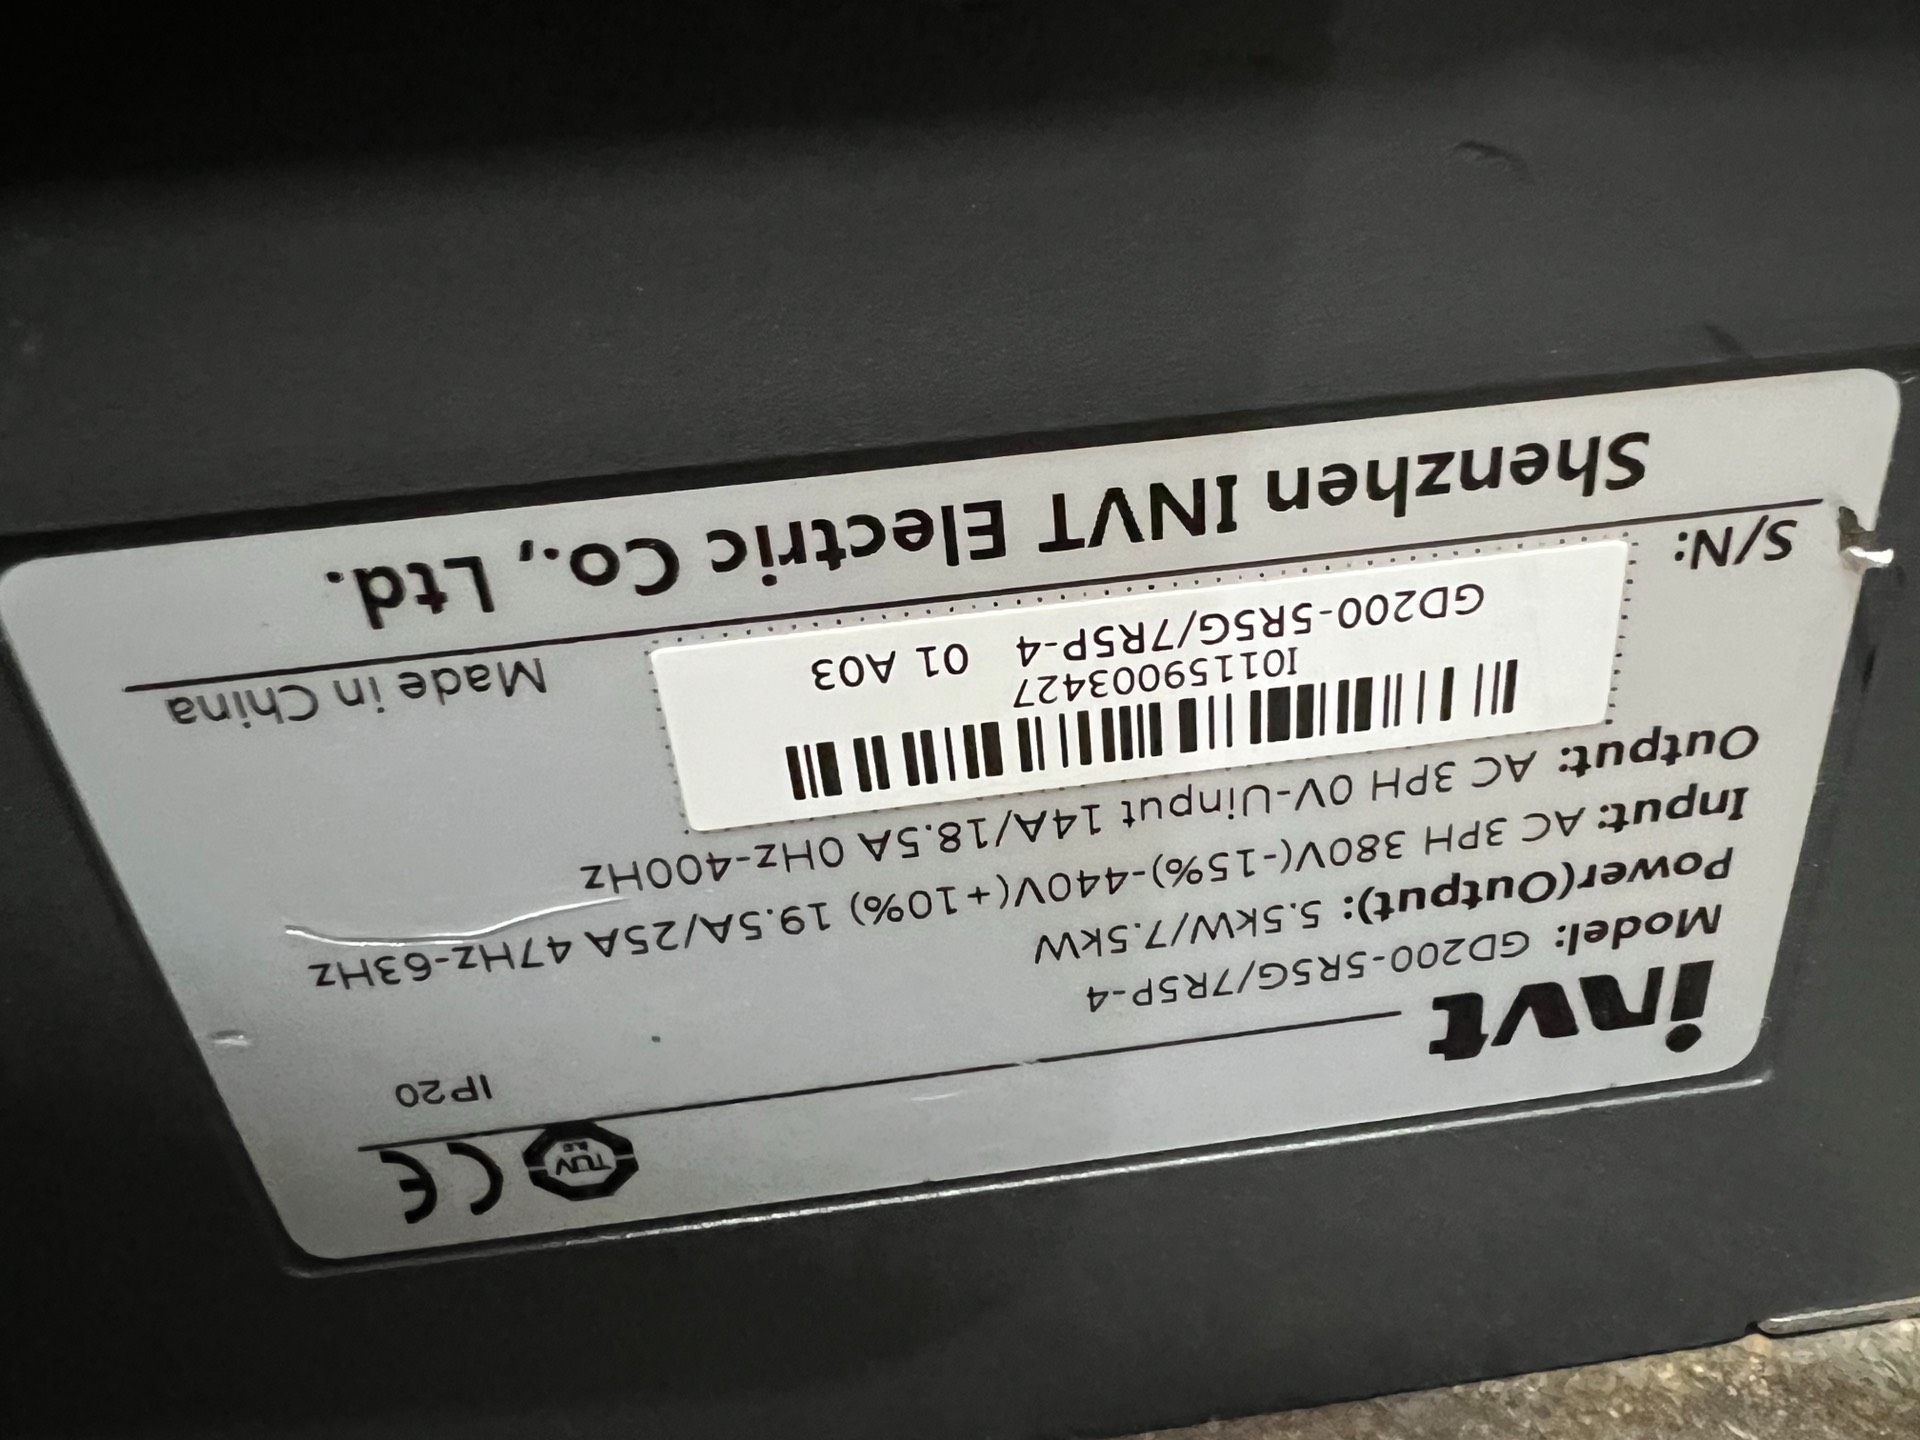 invt
TUV
CE
IP20
Model: GD200-5R5G/7R5P-4
Power(Output): 5.5kW/7.5kW
Input: AC 3PH 380V(-15%)-440V(+10%) 19.5A/25A 47Hz-63Hz
Output: AC 3PH 0V-Uinput 14A/18.5A 0Hz-400Hz
I01159003427
GD200-5R5G/7R5P-4 01 A03
S/N:
Made in China
Shenzhen INVT Electric Co., Ltd.